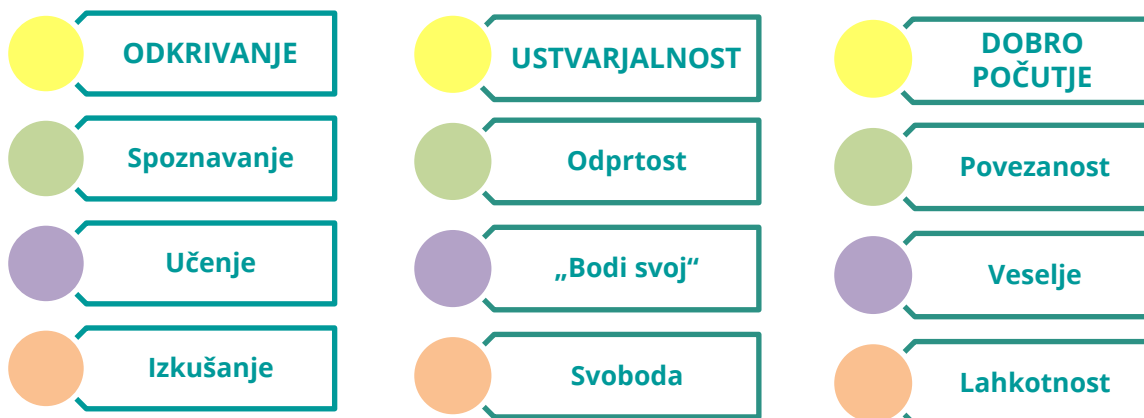 ODKRIVANJE
Spoznavanje
Učenje
Izkušanje
USTVARJALNOST
Odprtost
„Bodi svoj“
Svoboda
DOBRO
POČUTJE
Povezanost
Veselje
Lahkotnost